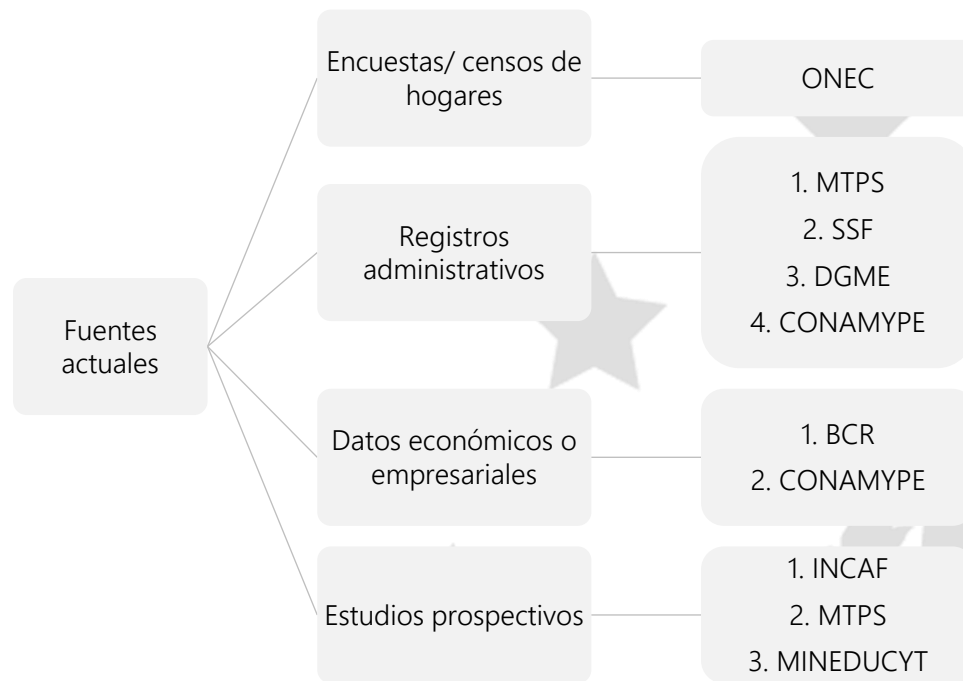 Fuentes
actuales
Encuestas/ censos de
hogares
ONEC
Registros
administrativos
1. MTPS
2. SSF
3. DGME
4. CONAMYPE
Datos económicos o
empresariales
1. BCR
2. CONAMYPE
Estudios prospectivos
1. INCAF
2. MTPS
3. MINEDUCYT